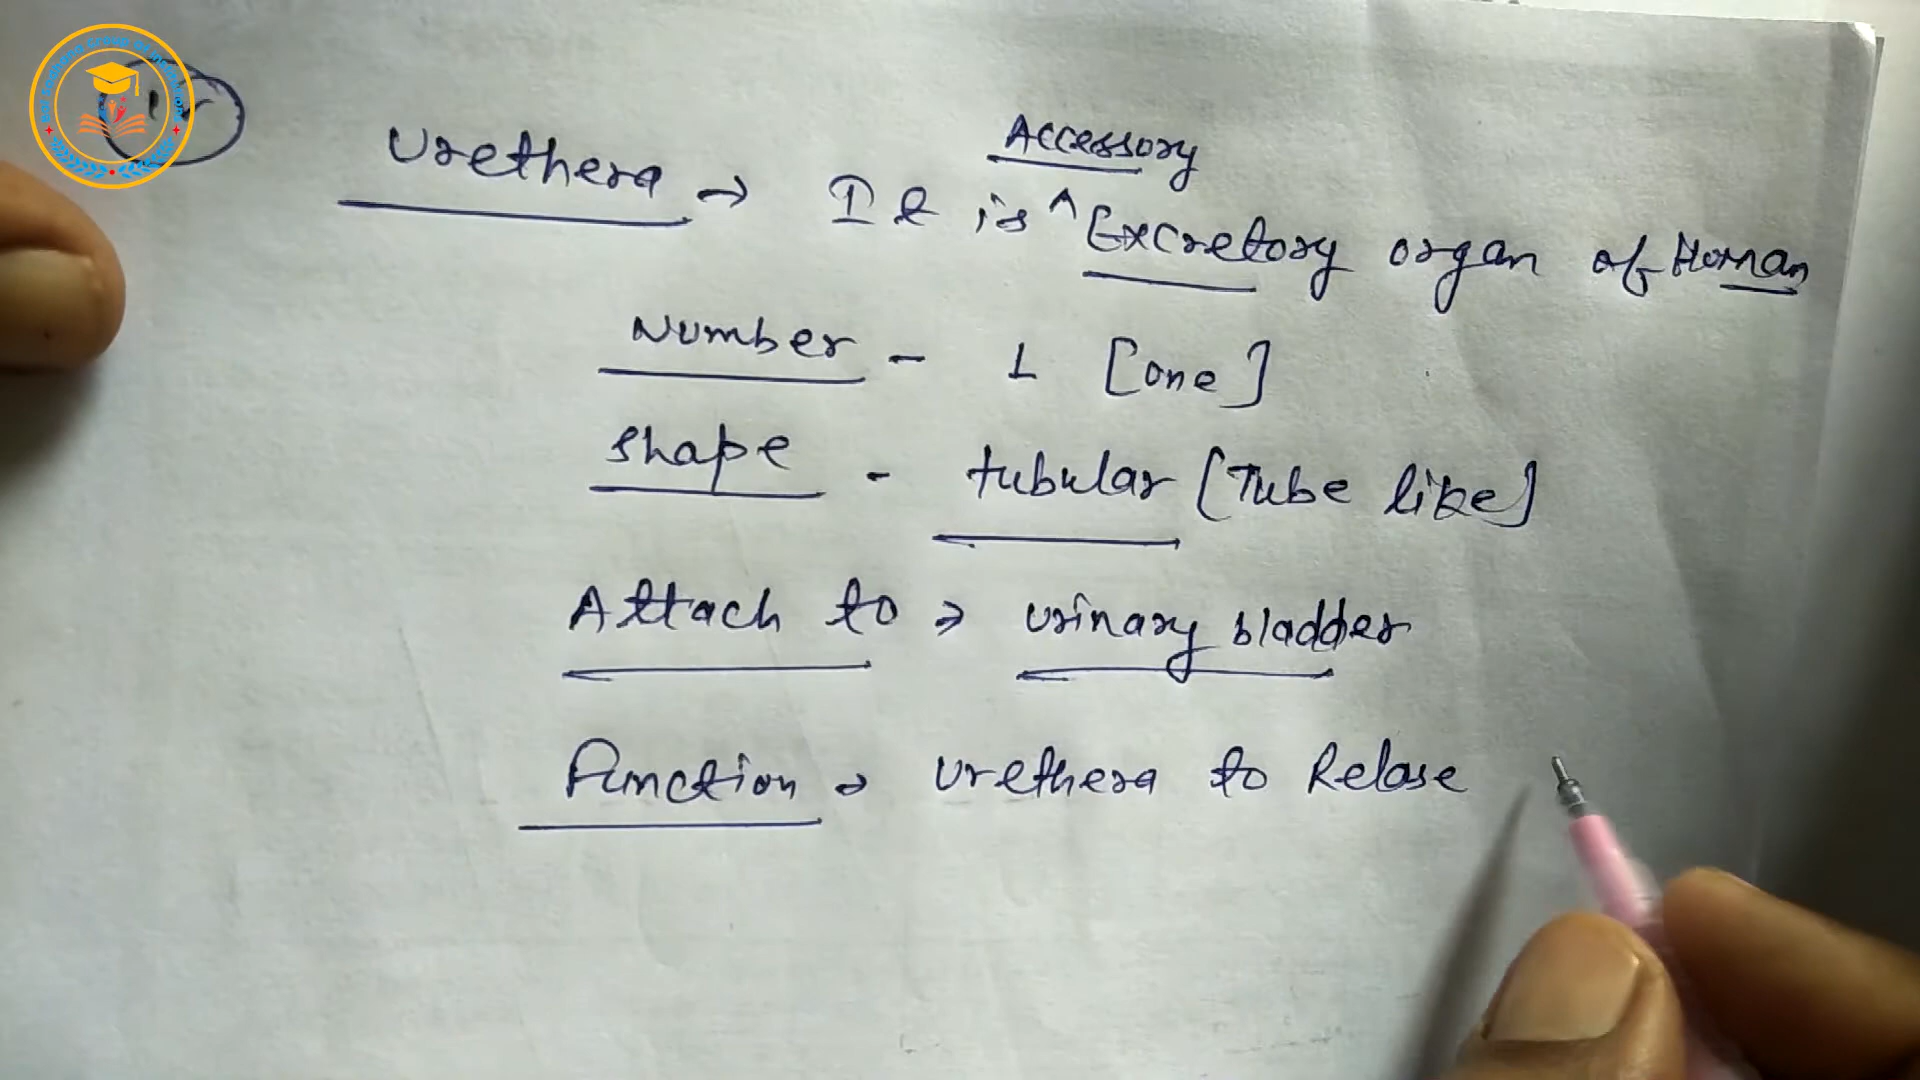 Urethera → It is ^ Accessory Excretory organ of Human
Number - 1 [one]
Shape - tubular [Tube like]
Attach to → urinary bladder
Function → Urethera to Relase